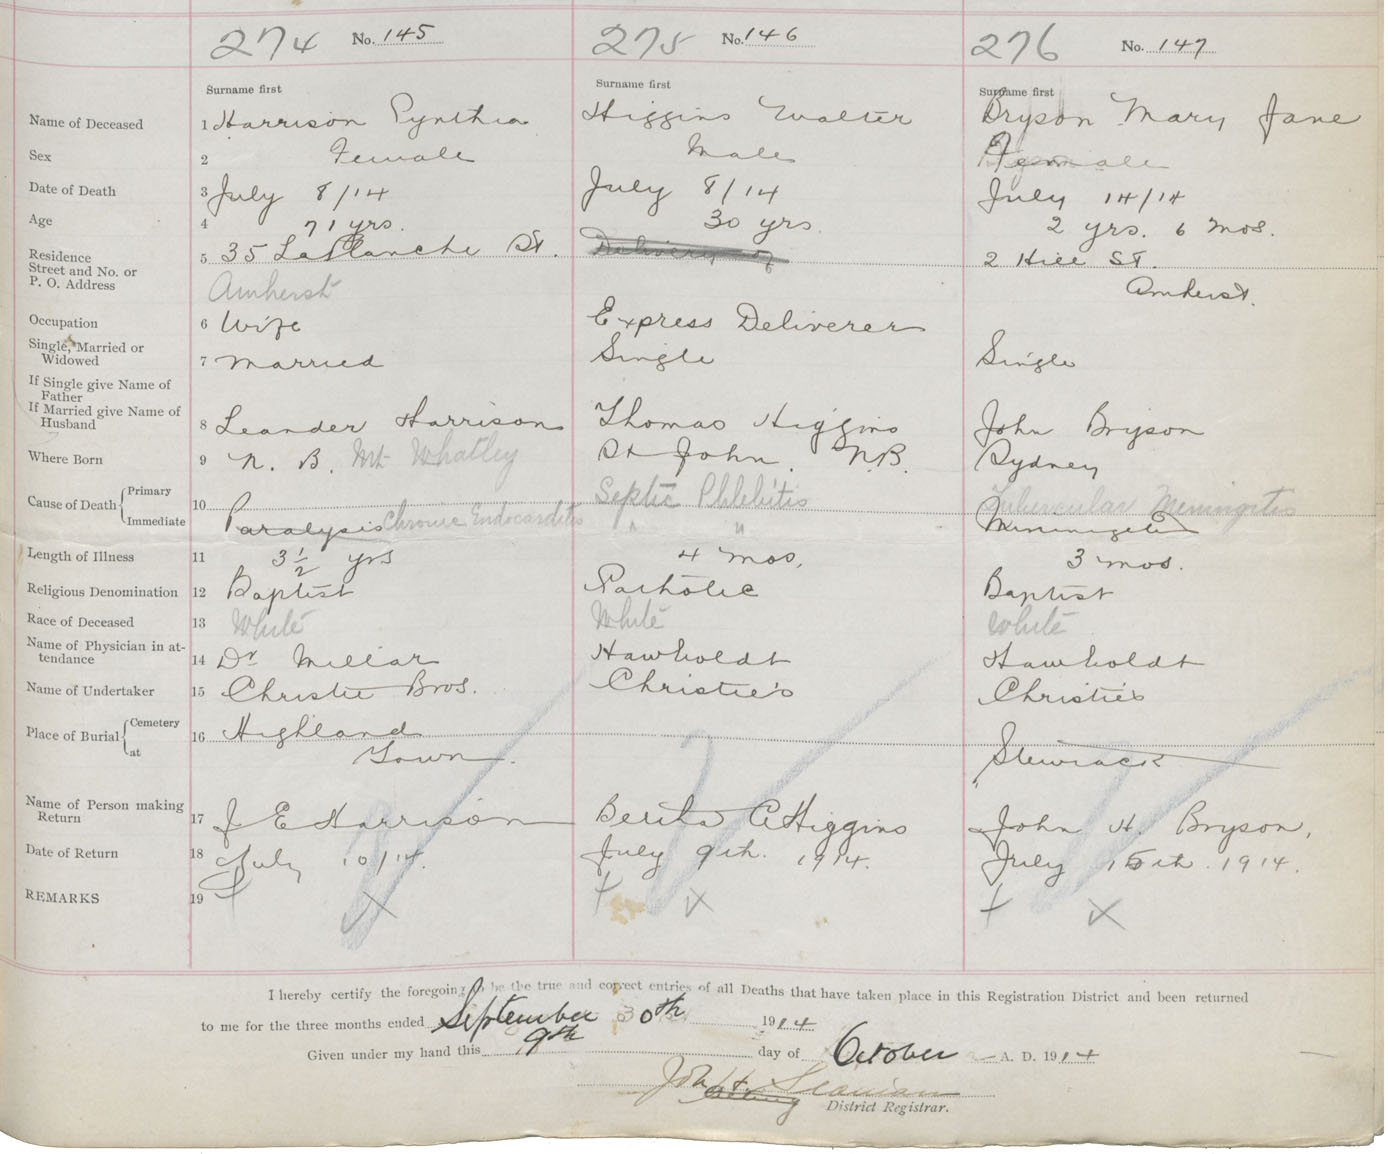 274 No. 145 275 No. 146 276 No. 147
Surname first Surname first Surname first
Name of Deceased 1 Harrison Cynthia Higgins Walter Bryson Mary Jane
Sex 2 Female Male Female
Date of Death 3 July 8/14 July 8/14 July 14/14
Age 4 71 yrs. 30 yrs. 2 yrs. 6 mos.
Residence
Street and No. or
P. O. Address 5 35 LaPlanche St. Delivery of 2 Hill St.
Amherst Amherst.
Occupation 6 Wife Express Deliverer
Single, Married or
Widowed 7 Married Single Single
If Single give Name of
Father
If Married give Name of
Husband 8 Leander Harrison Thomas Higgins John Bryson
Where Born 9 N. B. Mt Whatley St John. N.B. Sydney
Cause of Death { Primary 10 Septic Phlebitis Tubercular Meningitis
Immediate Paralysis Chronic Endocarditis " " Meningitis
Length of Illness 11 3 1/2 yrs 4 mos. 3 mos.
Religious Denomination 12 Baptist Catholic Baptist
Race of Deceased 13 White White White
Name of Physician in at-
tendance 14 Dr Millar Hawboldt Hawboldt
Name of Undertaker 15 Christie Bros. Christie's Christie's
Place of Burial { Cemetery 16 Highland
at Town. Stewiacke
Name of Person making
Return 17 J E Harrison Berita A Higgins John H. Bryson,
Date of Return 18 July 10/14. July 9th. 1914. July 15th. 1914.
REMARKS 19 + X + X + X
I hereby certify the foregoing to be the true and correct entries of all Deaths that have taken place in this Registration District and been returned
to me for the three months ended September 30th 1914
Given under my hand this 9th day of October A. D. 1914
John
District Registrar.